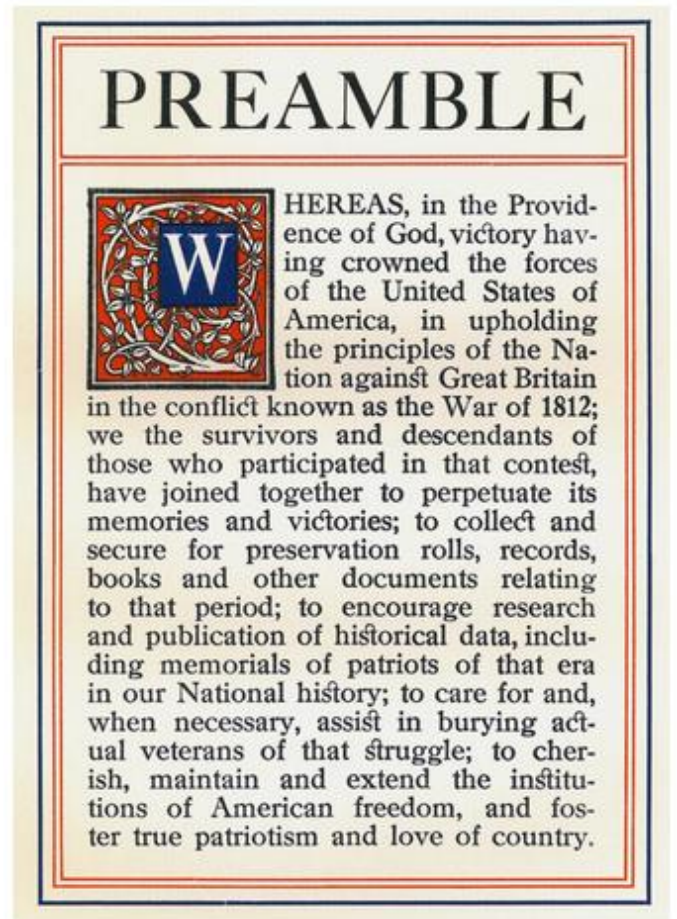 PREAMBLE
WHEREAS, in the Provid-
ence of God, victory hav-
ing crowned the forces
of the United States of
America, in upholding
the principles of the Na-
tion against Great Britain
in the conflict known as the War of 1812;
we the survivors and descendants of
those who participated in that contest,
have joined together to perpetuate its
memories and victories; to collect and
secure for preservation rolls, records,
books and other documents relating
to that period; to encourage research
and publication of historical data, inclu-
ding memorials of patriots of that era
in our National history; to care for and,
when necessary, assist in burying act-
ual veterans of that struggle; to cher-
ish, maintain and extend the institu-
tions of American freedom, and fos-
ter true patriotism and love of country.